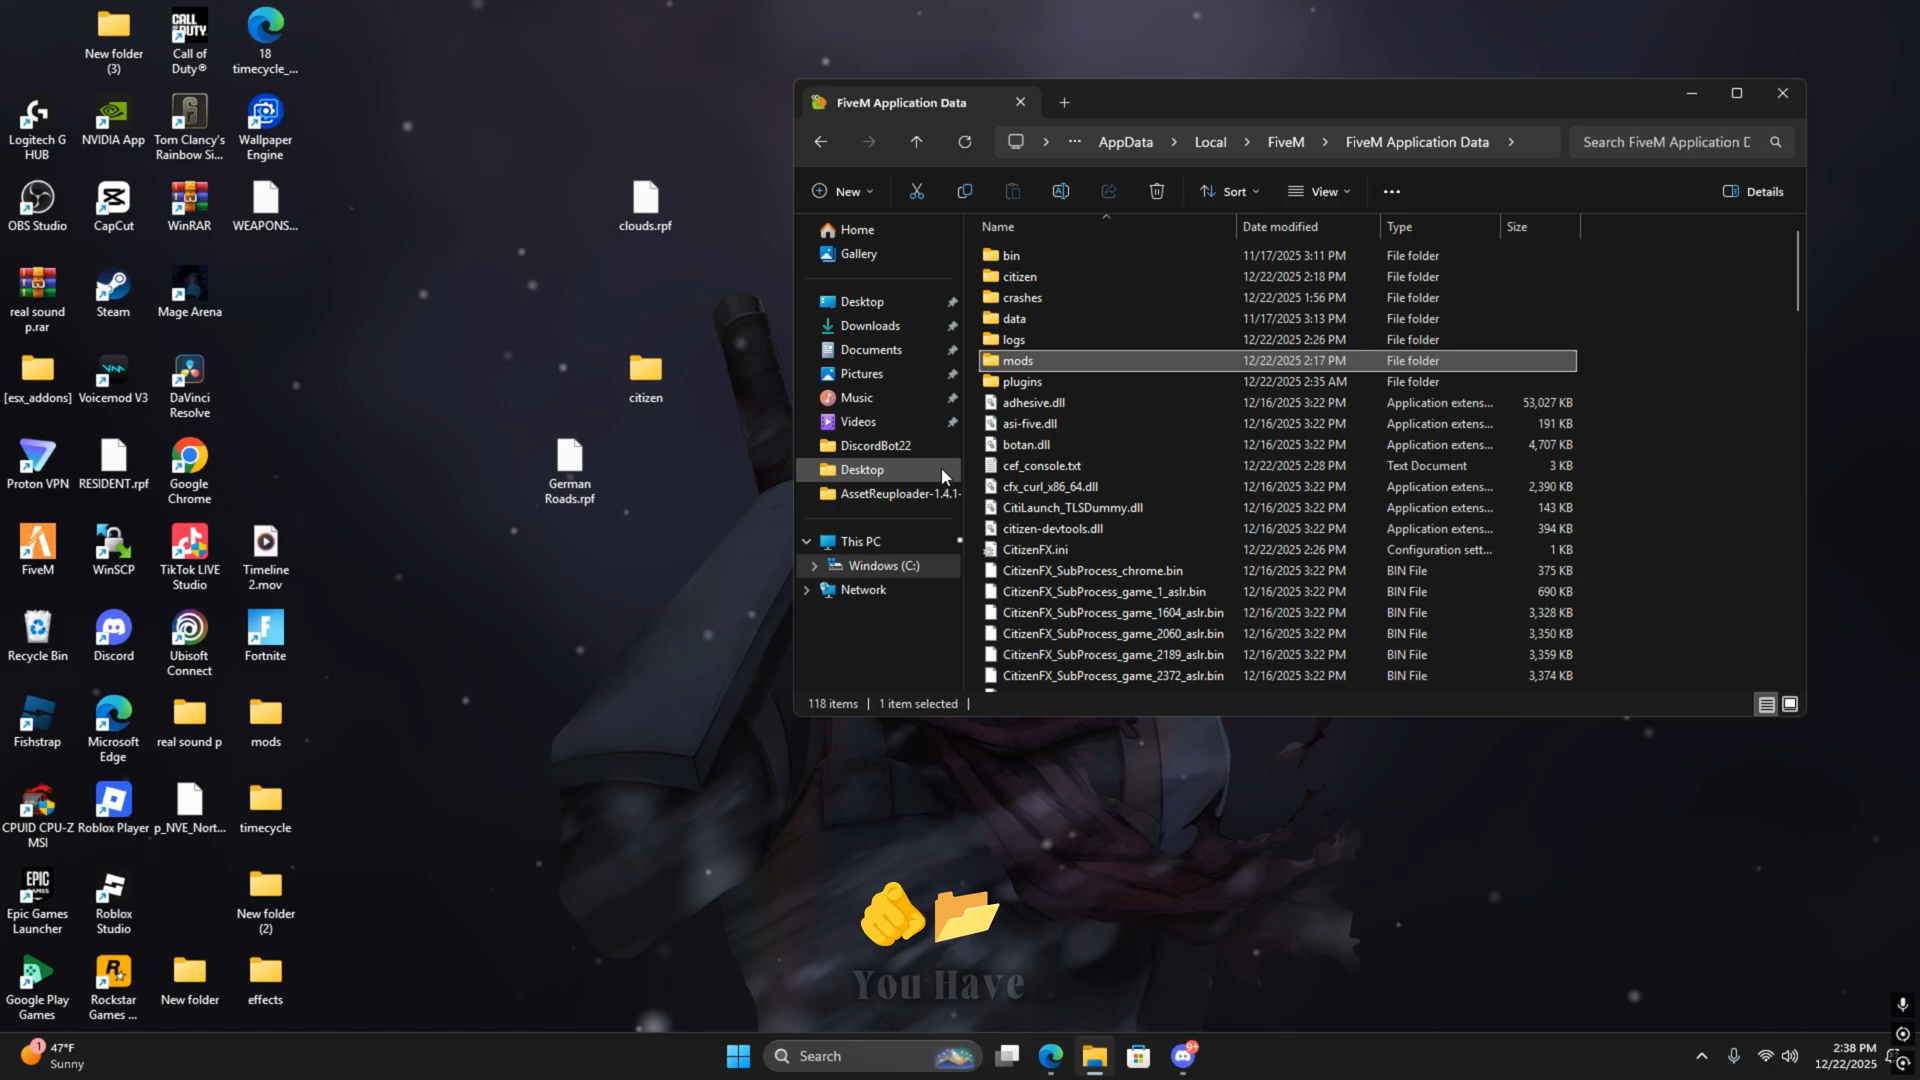 New folder
(3)
CALL OF DUTY
Call of
Duty®
18
timecycle_...
Logitech G
HUB
NVIDIA App
Tom Clancy's
Rainbow Si...
Wallpaper
Engine
OBS Studio
CapCut
WinRAR
WEAPONS...
real sound
p.rar
Steam
Mage Arena
[esx_addons]
Voicemod V3
DaVinci
Resolve
Proton VPN
RESIDENT.rpf
Google
Chrome
FiveM
WinSCP
TikTok LIVE
Studio
Timeline
2.mov
Recycle Bin
Discord
Ubisoft
Connect
Fortnite
Fishstrap
Microsoft
Edge
real sound p
mods
CPUID CPU-Z
MSI
Roblox Player
p_NVE_Nort...
timecycle
EPIC
GAMES
Epic Games
Launcher
Roblox
Studio
New folder
(2)
Google Play
Games
Rockstar
Games ...
New folder
effects
clouds.rpf
citizen
German
Roads.rpf
FiveM Application Data
AppData
Local
FiveM
FiveM Application Data
Search FiveM Application D
New
Sort
View
Details
Home
Gallery
Desktop
Downloads
Documents
Pictures
Music
Videos
DiscordBot22
Desktop
AssetReuploader-1.4.1-
This PC
Windows (C:)
Network
Name Date modified Type Size
bin 11/17/2025 3:11 PM File folder
citizen 12/22/2025 2:18 PM File folder
crashes 12/22/2025 1:56 PM File folder
data 11/17/2025 3:13 PM File folder
logs 12/22/2025 2:26 PM File folder
mods 12/22/2025 2:17 PM File folder
plugins 12/22/2025 2:35 AM File folder
adhesive.dll 12/16/2025 3:22 PM Application extens... 53,027 KB
asi-five.dll 12/16/2025 3:22 PM Application extens... 191 KB
botan.dll 12/16/2025 3:22 PM Application extens... 4,707 KB
cef_console.txt 12/22/2025 2:28 PM Text Document 3 KB
cfx_curl_x86_64.dll 12/16/2025 3:22 PM Application extens... 2,390 KB
CitiLaunch_TLSDummy.dll 12/16/2025 3:22 PM Application extens... 143 KB
citizen-devtools.dll 12/16/2025 3:22 PM Application extens... 394 KB
CitizenFX.ini 12/22/2025 2:26 PM Configuration sett... 1 KB
CitizenFX_SubProcess_chrome.bin 12/16/2025 3:22 PM BIN File 375 KB
CitizenFX_SubProcess_game_1_aslr.bin 12/16/2025 3:22 PM BIN File 690 KB
CitizenFX_SubProcess_game_1604_aslr.bin 12/16/2025 3:22 PM BIN File 3,328 KB
CitizenFX_SubProcess_game_2060_aslr.bin 12/16/2025 3:22 PM BIN File 3,350 KB
CitizenFX_SubProcess_game_2189_aslr.bin 12/16/2025 3:22 PM BIN File 3,359 KB
CitizenFX_SubProcess_game_2372_aslr.bin 12/16/2025 3:22 PM BIN File 3,374 KB
118 items 1 item selected
You Have
1
47°F
Sunny
Search
9+
2:38 PM
12/22/2025